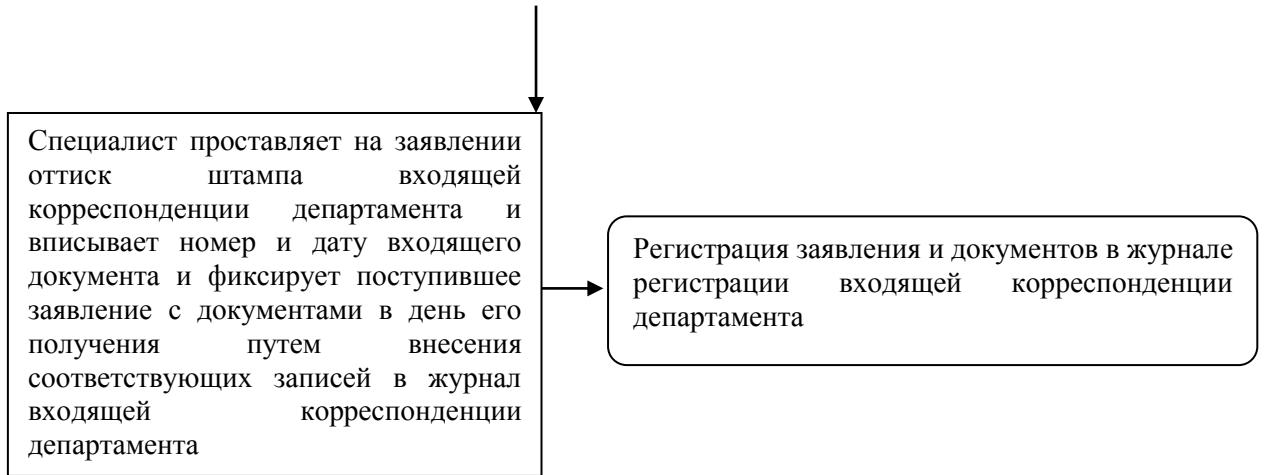 Специалист проставляет на заявлении
оттиск штампа входящей
корреспонденции департамента и
вписывает номер и дату входящего
документа и фиксирует поступившее
заявление с документами в день его
получения путем внесения
соответствующих записей в журнал
входящей корреспонденции
департамента
Регистрация заявления и документов в журнале
регистрации входящей корреспонденции
департамента